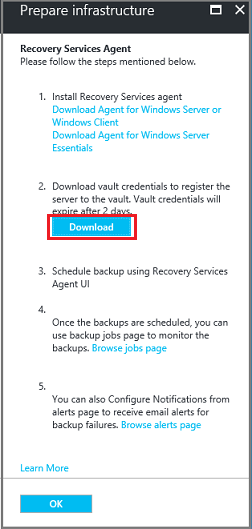 Prepare infrastructure
Recovery Services Agent
Please follow the steps mentioned below.
1. Install Recovery Services agent
Download Agent for Windows Server or
Windows Client
Download Agent for Windows Server
Essentials
2. Download vault credentials to register the
server to the vault. Vault credentials will
expire after 2 days.
Download
3. Schedule backup using Recovery Services
Agent UI
4.
Once the backups are scheduled, you can
use backup jobs page to monitor the
backups. Browse jobs page
5.
You can also Configure Notifications from
alerts page to receive email alerts for
backup failures. Browse alerts page
Learn More
OK